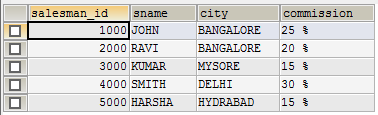 salesman_id sname city commission
1000 JOHN BANGALORE 25 %
2000 RAVI BANGALORE 20 %
3000 KUMAR MYSORE 15 %
4000 SMITH DELHI 30 %
5000 HARSHA HYDRABAD 15 %